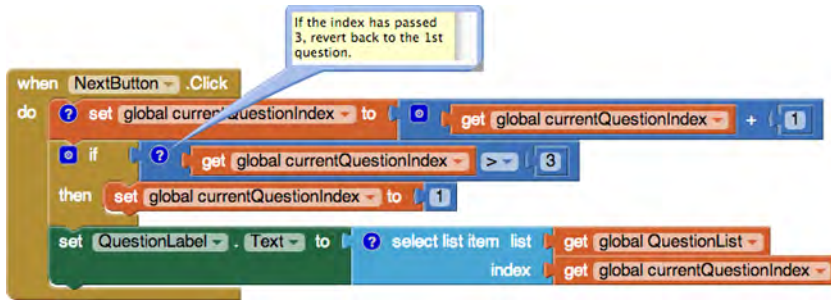 If the index has passed
3, revert back to the 1st
question.
when NextButton .Click
do ? set global currentQuestionIndex to get global currentQuestionIndex + 1
if ? get global currentQuestionIndex > 3
then set global currentQuestionIndex to 1
set QuestionLabel . Text to ? select list item list get global QuestionList
index get global currentQuestionIndex